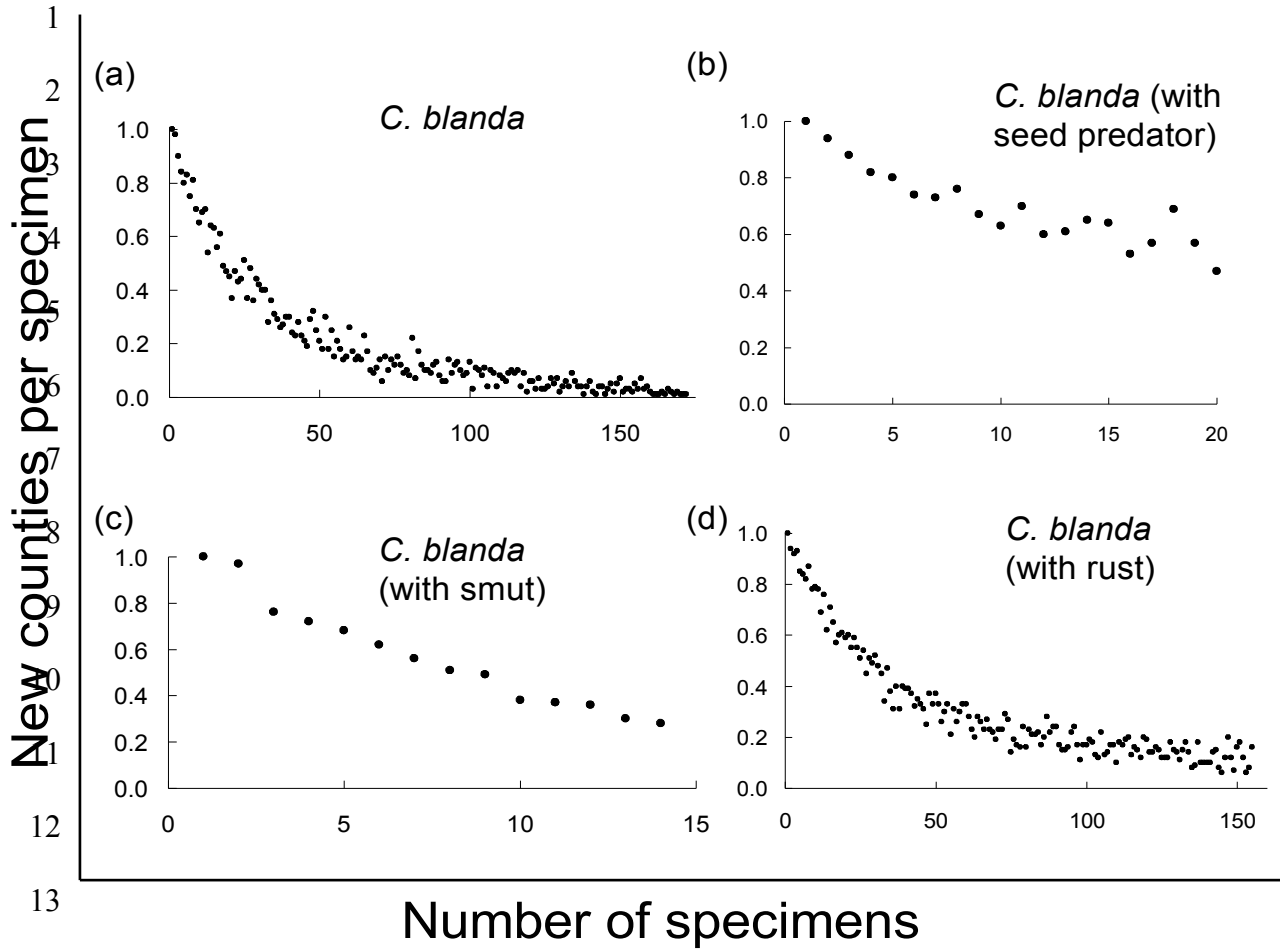 1
2
3
4
5
6
7
8
9
10
11
12
13
New counties per specimen
(a)
C. blanda
1.0
0.8
0.6
0.4
0.2
0.0
0 50 100 150
(b)
C. blanda (with
seed predator)
1.0
0.8
0.6
0.4
0.2
0.0
0 5 10 15 20
(c)
C. blanda
(with smut)
1.0
0.8
0.6
0.4
0.2
0.0
0 5 10 15
(d)
C. blanda
(with rust)
1.0
0.8
0.6
0.4
0.2
0.0
0 50 100 150
Number of specimens